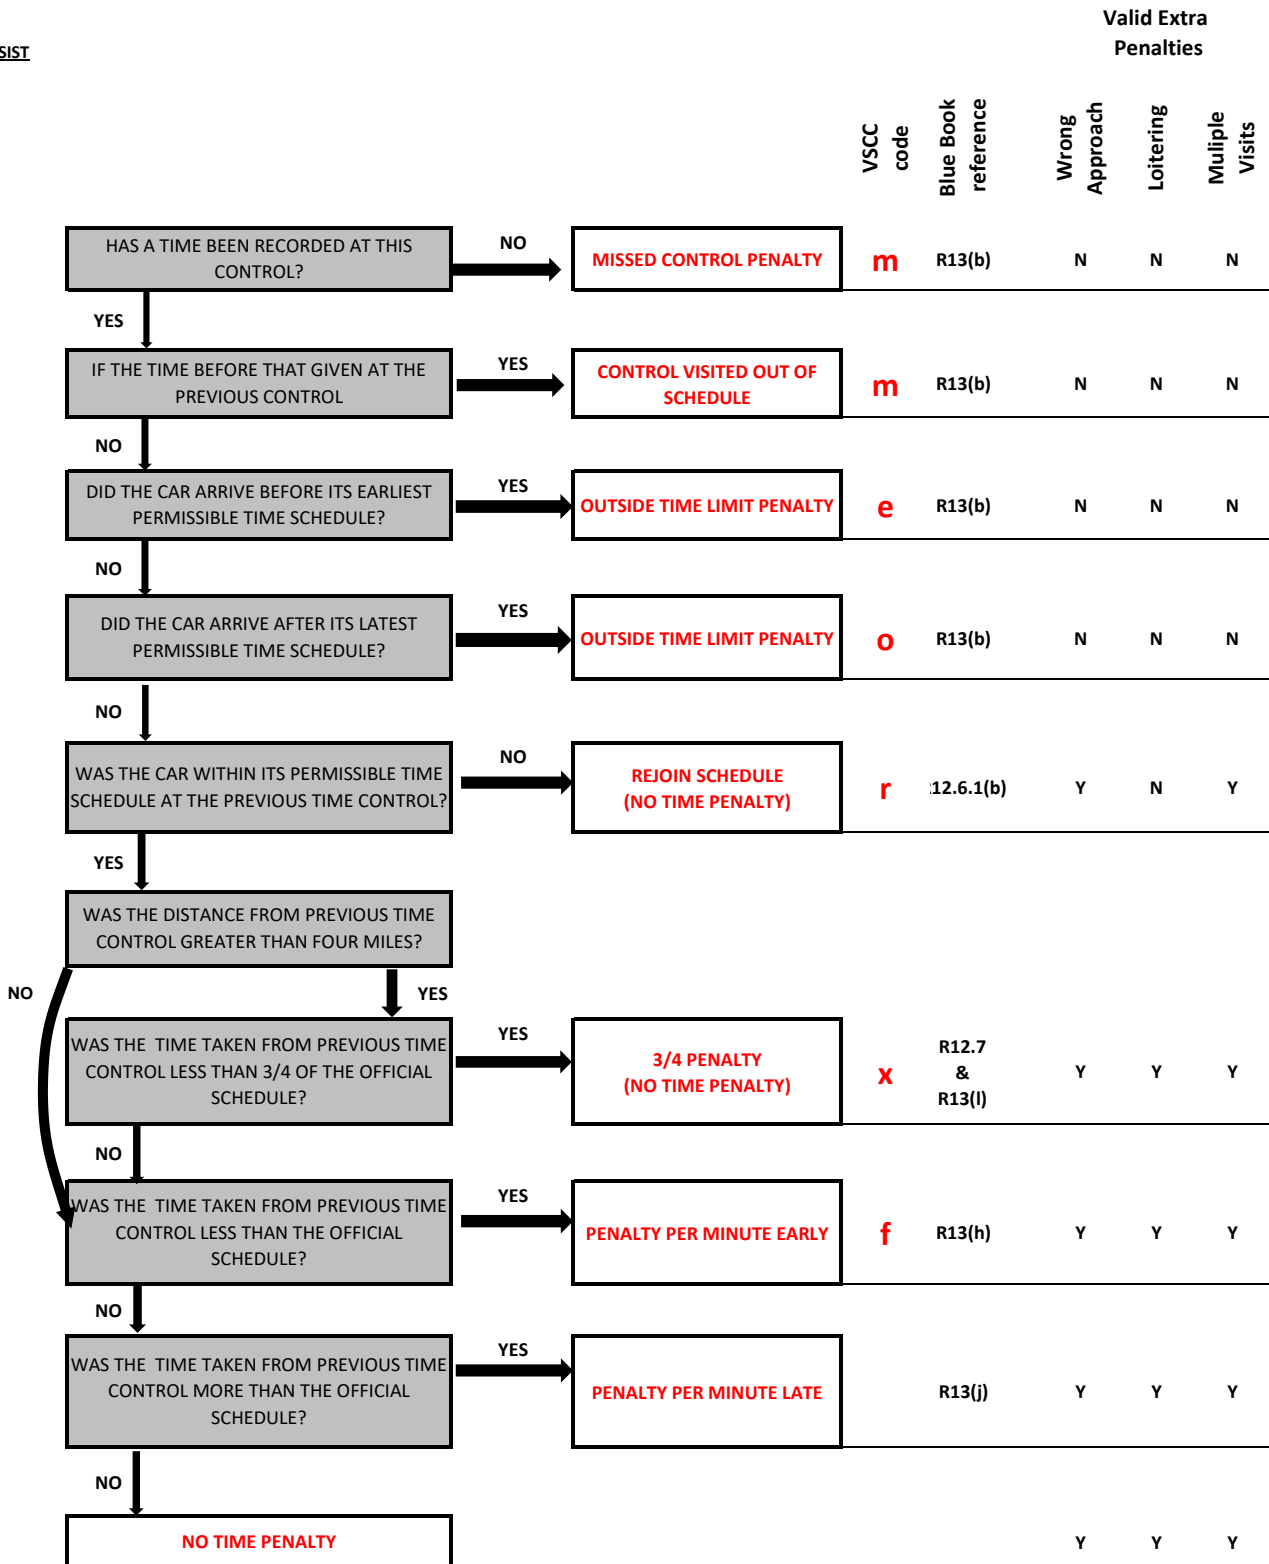 Valid Extra
Penalties
SIST
VSCC
code
Blue Book
reference
Wrong
Approach
Loitering
Muliple
Visits
HAS A TIME BEEN RECORDED AT THIS
CONTROL?
NO
MISSED CONTROL PENALTY
m
R13(b)
N
N
N
YES
IF THE TIME BEFORE THAT GIVEN AT THE
PREVIOUS CONTROL
YES
CONTROL VISITED OUT OF
SCHEDULE
m
R13(b)
N
N
N
NO
DID THE CAR ARRIVE BEFORE ITS EARLIEST
PERMISSIBLE TIME SCHEDULE?
YES
OUTSIDE TIME LIMIT PENALTY
e
R13(b)
N
N
N
NO
DID THE CAR ARRIVE AFTER ITS LATEST
PERMISSIBLE TIME SCHEDULE?
YES
OUTSIDE TIME LIMIT PENALTY
o
R13(b)
N
N
N
NO
WAS THE CAR WITHIN ITS PERMISSIBLE TIME
SCHEDULE AT THE PREVIOUS TIME CONTROL?
NO
REJOIN SCHEDULE
(NO TIME PENALTY)
r
12.6.1(b)
Y
N
Y
YES
WAS THE DISTANCE FROM PREVIOUS TIME
CONTROL GREATER THAN FOUR MILES?
NO
YES
WAS THE TIME TAKEN FROM PREVIOUS TIME
CONTROL LESS THAN 3/4 OF THE OFFICIAL
SCHEDULE?
YES
3/4 PENALTY
(NO TIME PENALTY)
x
R12.7
&
R13(l)
Y
Y
Y
NO
WAS THE TIME TAKEN FROM PREVIOUS TIME
CONTROL LESS THAN THE OFFICIAL
SCHEDULE?
YES
PENALTY PER MINUTE EARLY
f
R13(h)
Y
Y
Y
NO
WAS THE TIME TAKEN FROM PREVIOUS TIME
CONTROL MORE THAN THE OFFICIAL
SCHEDULE?
YES
PENALTY PER MINUTE LATE
R13(j)
Y
Y
Y
NO
NO TIME PENALTY
Y
Y
Y